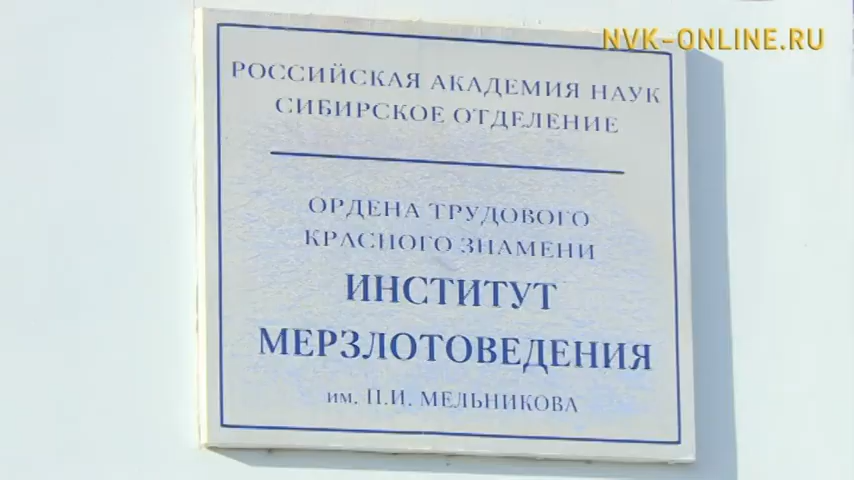 NVK-ONLINE.RU
РОССИЙСКАЯ АКАДЕМИЯ НАУК
СИБИРСКОЕ ОТДЕЛЕНИЕ
ОРДЕНА ТРУДОВОГО
КРАСНОГО ЗНАМЕНИ
ИНСТИТУТ
МЕРЗЛОТОВЕДЕНИЯ
им. П.И. МЕЛЬНИКОВА